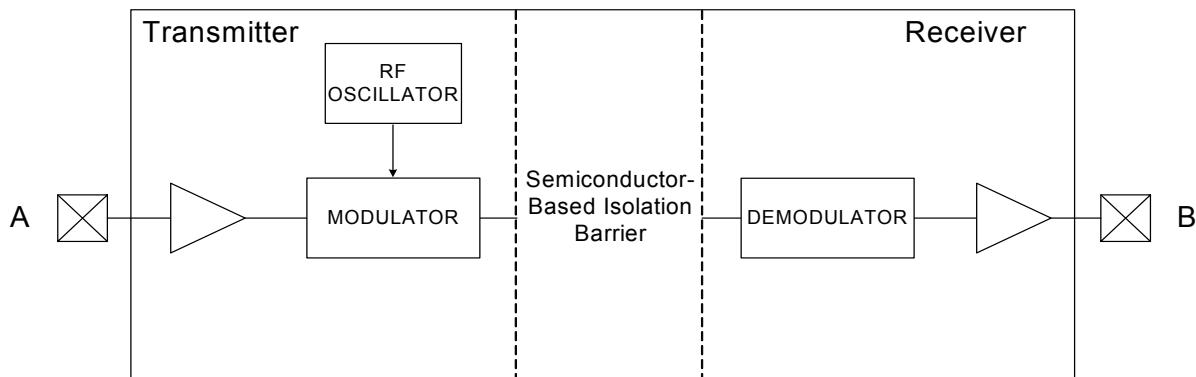 Transmitter
Receiver
RF
OSCILLATOR
A
MODULATOR
Semiconductor-
Based Isolation
Barrier
DEMODULATOR
B